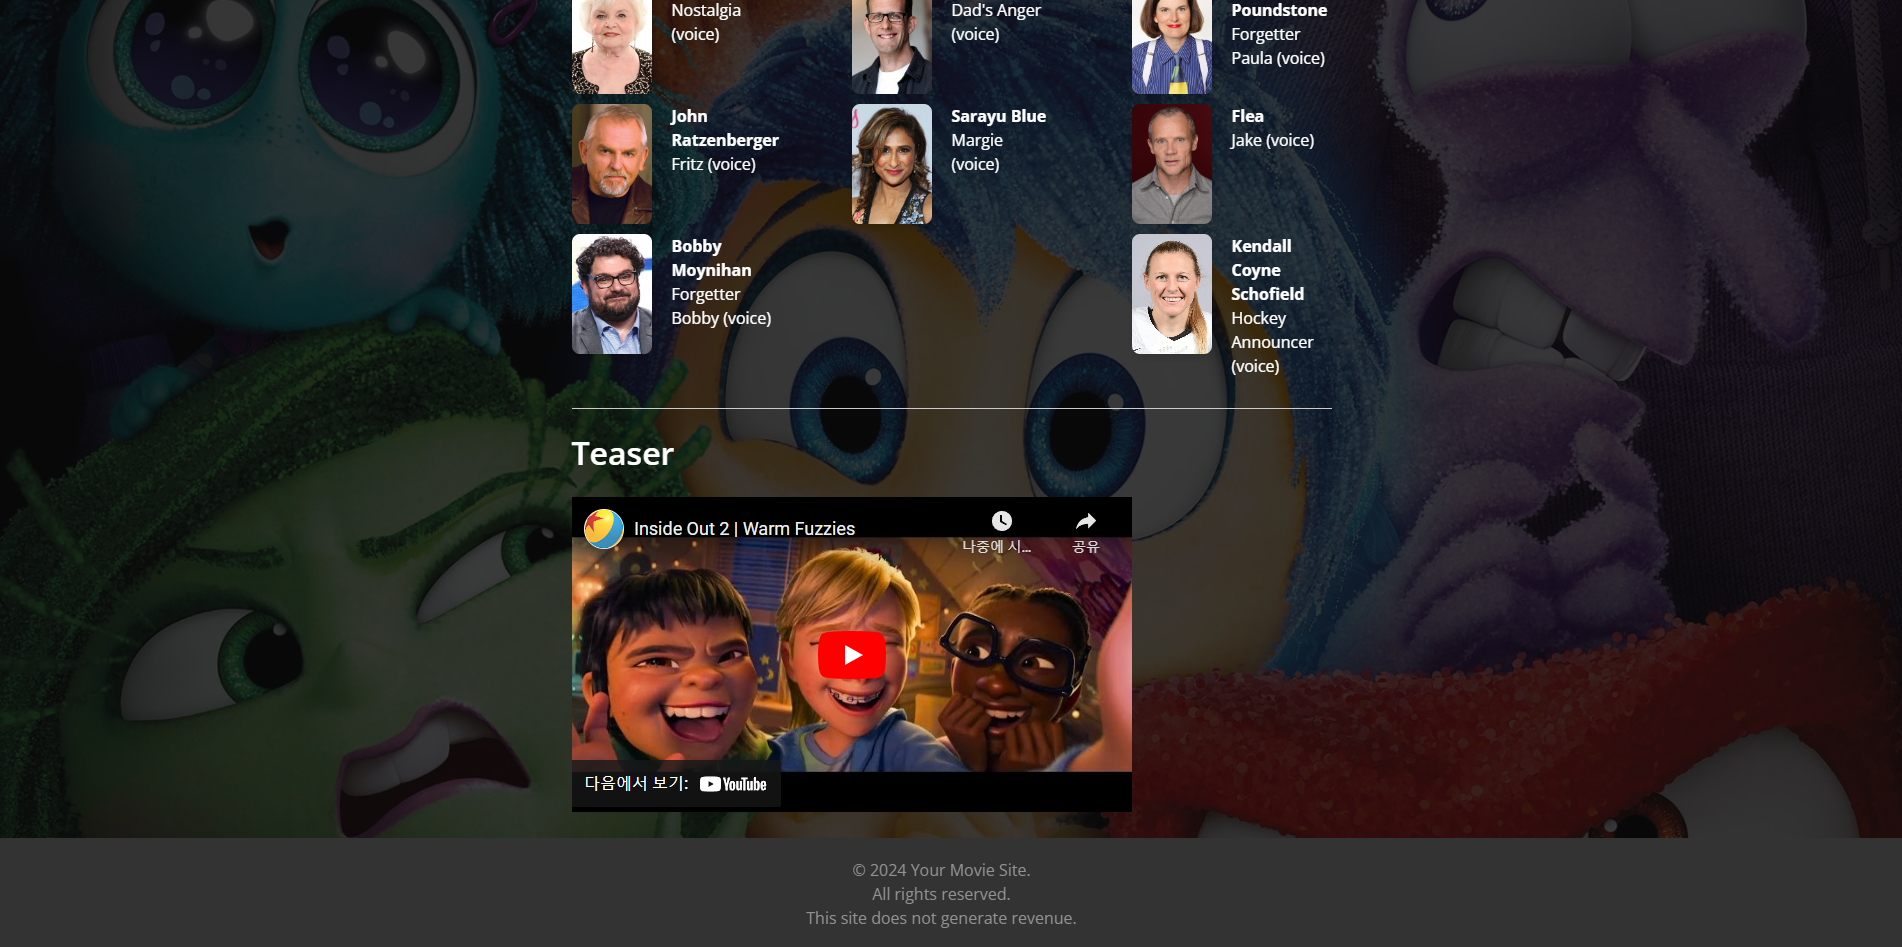 Nostalgia
(voice)
Dad's Anger
(voice)
Poundstone
Forgetter
Paula (voice)
John
Ratzenberger
Fritz (voice)
Sarayu Blue
Margie
(voice)
Flea
Jake (voice)
Bobby
Moynihan
Forgetter
Bobby (voice)
Kendall
Coyne
Schofield
Hockey
Announcer
(voice)
Teaser
Inside Out 2 | Warm Fuzzies
나중에 시...
공유
다음에서 보기: YouTube
© 2024 Your Movie Site.
All rights reserved.
This site does not generate revenue.